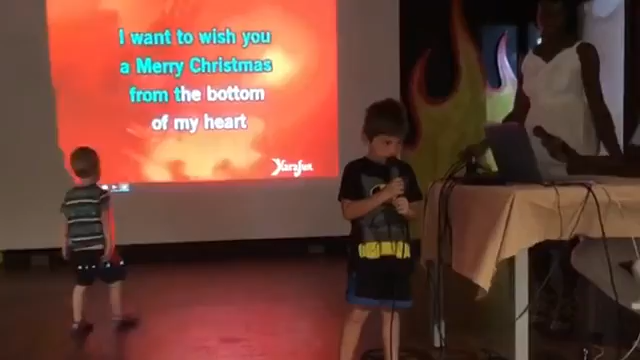 I want to wish you
a Merry Christmas
from the bottom
of my heart
Karafun